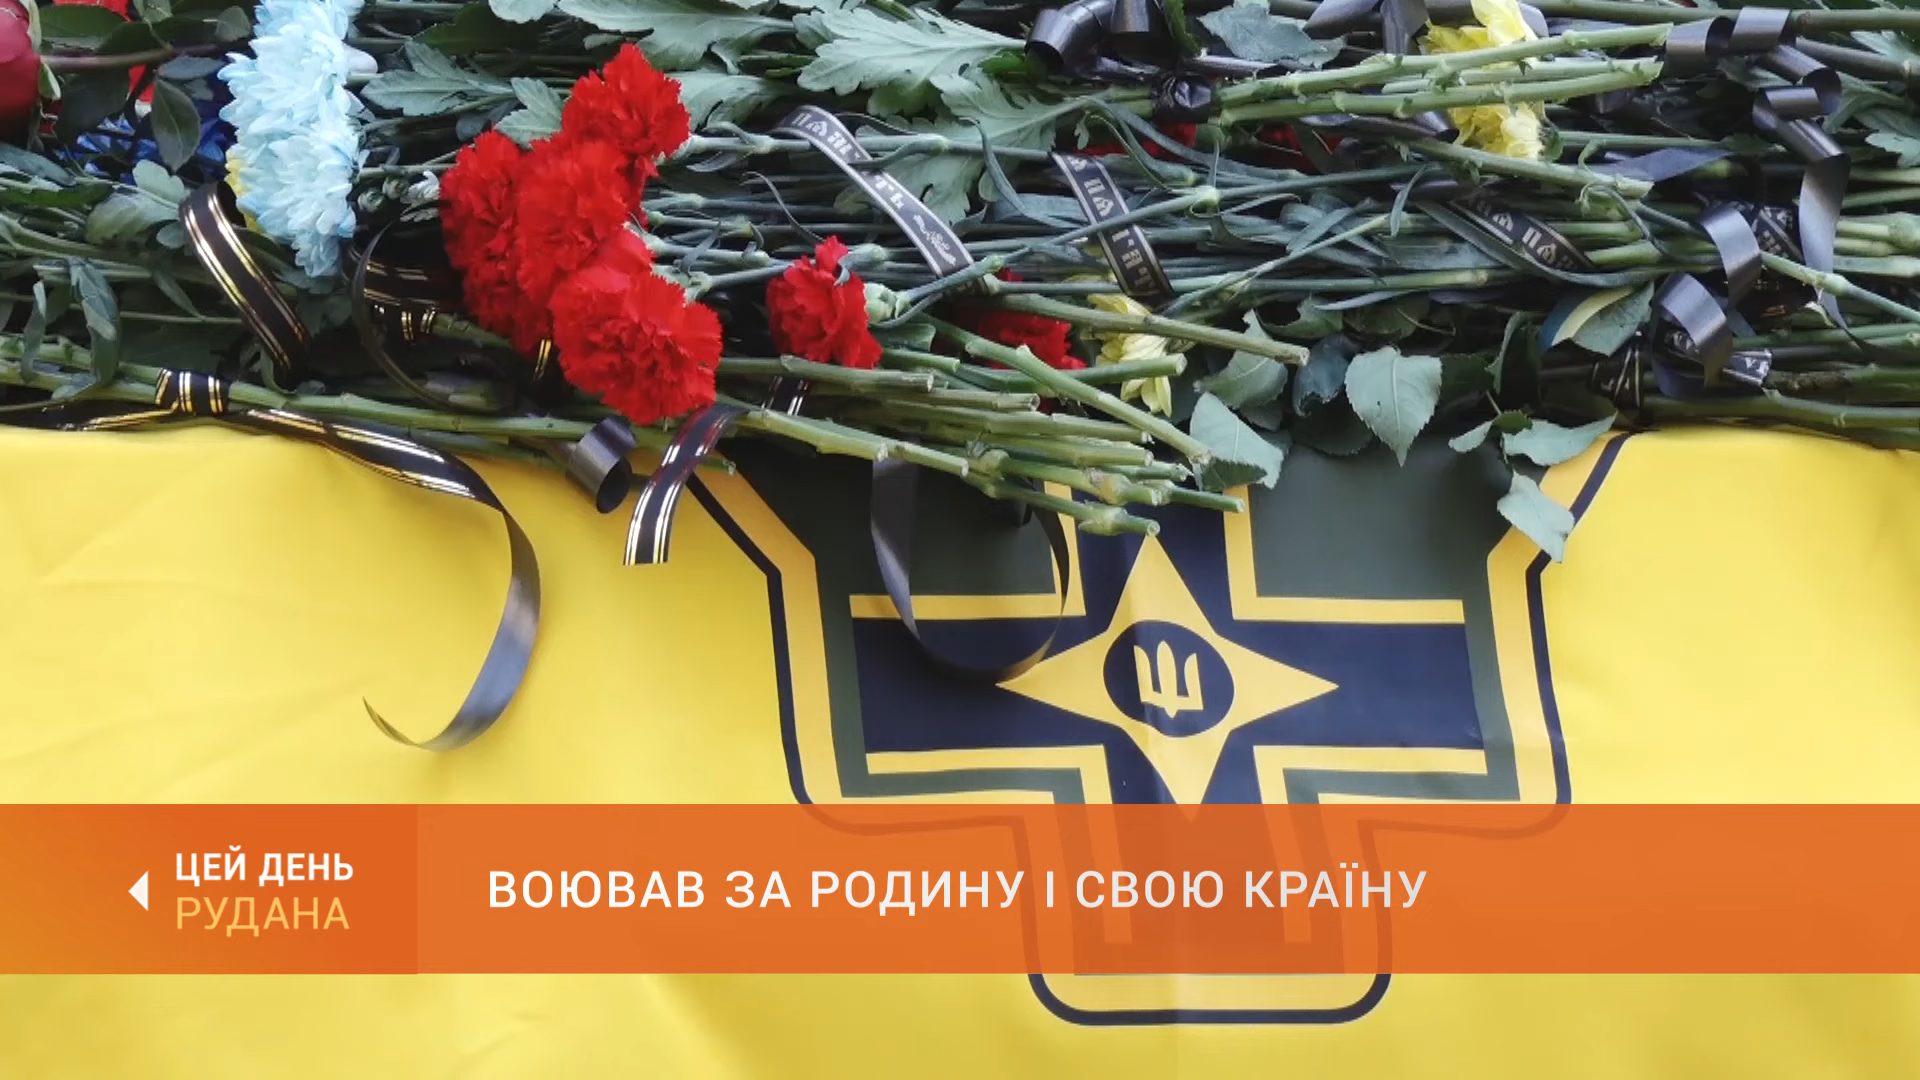 ЦЕЙ ДЕНЬ
РУДАНА
ВОЮВАВ ЗА РОДИНУ І СВОЮ КРАЇНУ